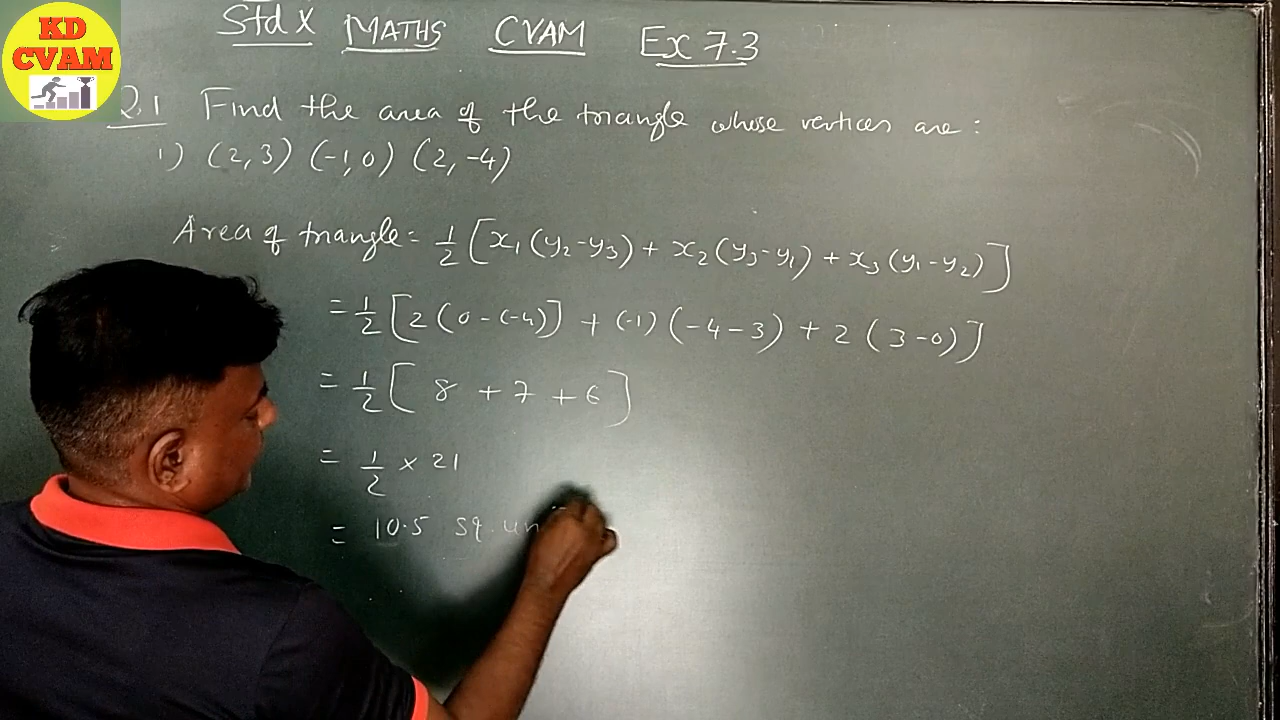 KD
CVAM
Std X MATHS CVAM Ex 7.3
Q.1 Find the area of the triangle whose vertices are :
1) (2, 3) (-1, 0) (2, -4)
Area of triangle = 1/2 [x₁ (y₂-y₃) + x₂ (y₃-y₁) + x₃ (y₁-y₂)]
= 1/2 [2 (0-(-4)] + (-1) (-4-3) + 2 (3-0)]
= 1/2 [8 + 7 + 6]
= 1/2 × 21
= 10.5 sq. un